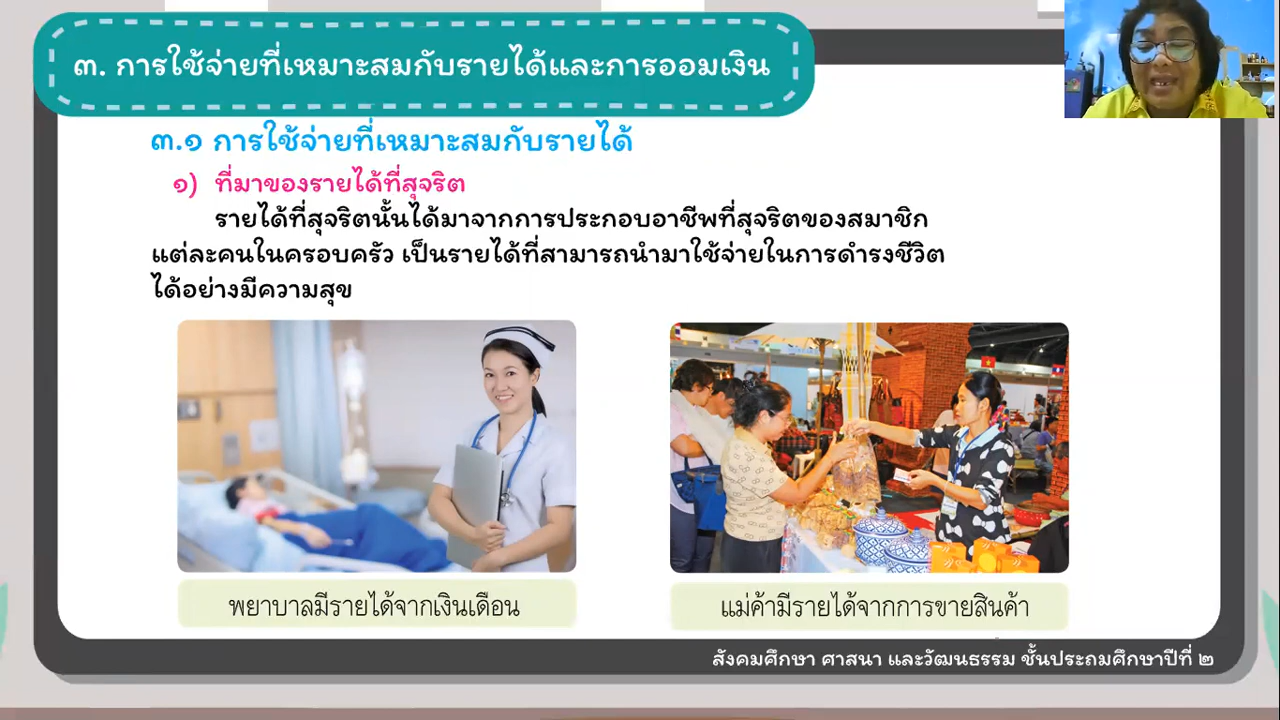 ๓. การใช้จ่ายที่เหมาะสมกับรายได้และการออมเงิน
๓.๑ การใช้จ่ายที่เหมาะสมกับรายได้
๑) ที่มาของรายได้ที่สุจริต
รายได้ที่สุจริตนั้นได้มาจากการประกอบอาชีพที่สุจริตของสมาชิก
แต่ละคนในครอบครัว เป็นรายได้ที่สามารถนำมาใช้จ่ายในการดำรงชีวิต
ได้อย่างมีความสุข
พยาบาลมีรายได้จากเงินเดือน
แม่ค้ามีรายได้จากการขายสินค้า
สังคมศึกษา ศาสนา และวัฒนธรรม ชั้นประถมศึกษาปีที่ ๒